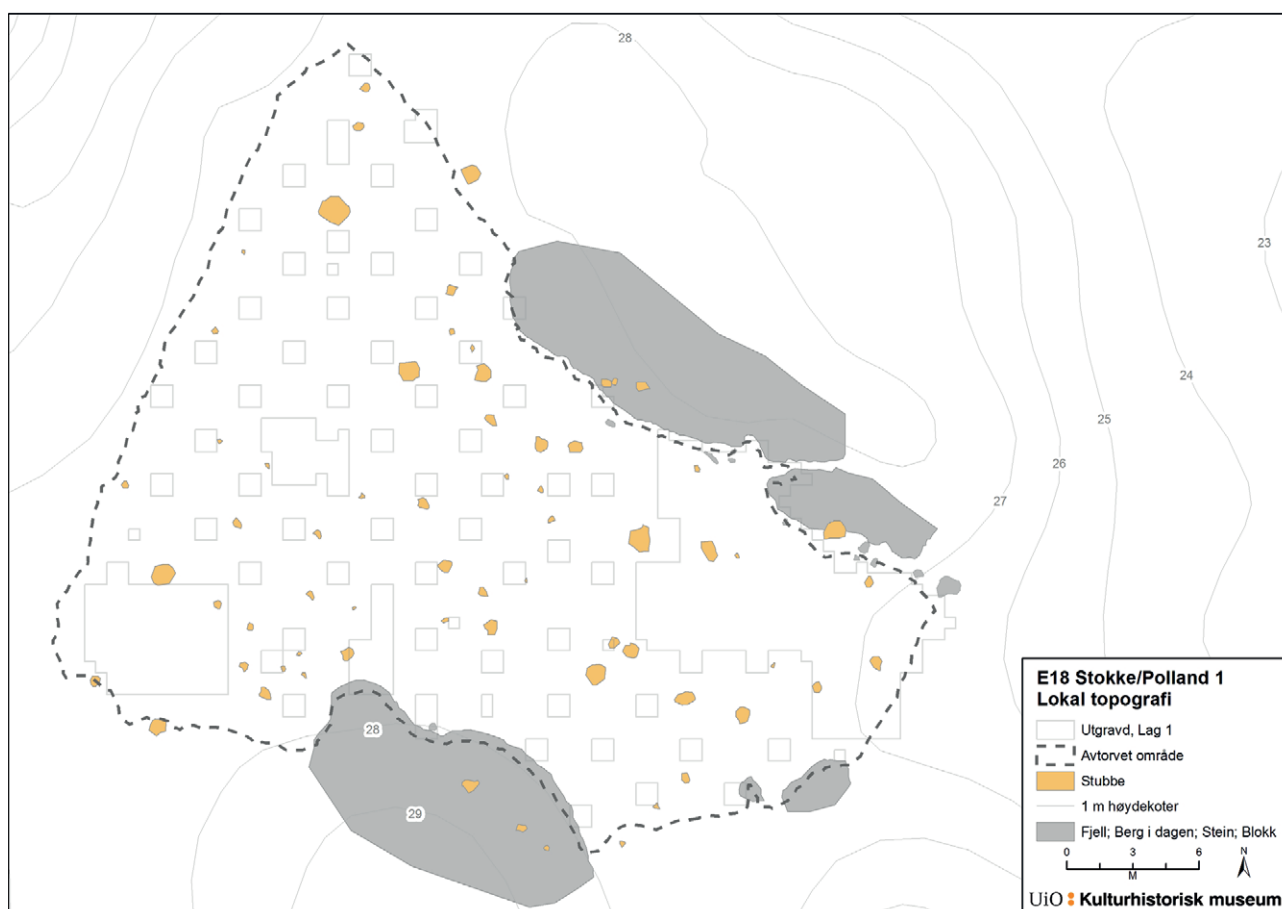 28
23
24
25
26
27
28
29
E18 Stokke/Polland 1
Lokal topografi
Utgravd, Lag 1
Avtorvet område
Stubbe
1 m høydekoter
Fjell; Berg i dagen; Stein; Blokk
0 3 6
M
N
UiO Kulturhistorisk museum